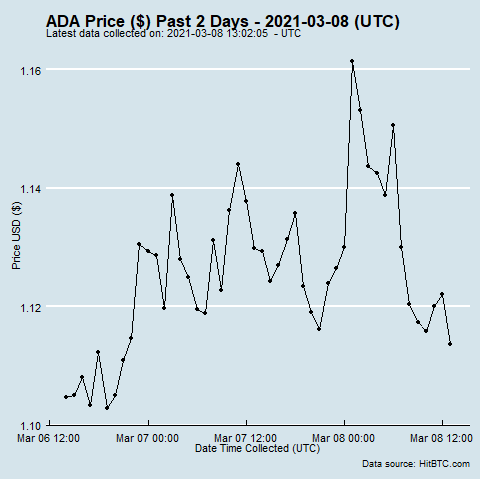 ADA Price ($) Past 2 Days - 2021-03-08 (UTC)
Latest data collected on: 2021-03-08 13:02:05 - UTC
1.16
1.14
1.12
1.10
Price USD ($)
Mar 06 12:00 Mar 07 00:00 Mar 07 12:00 Mar 08 00:00 Mar 08 12:00
Date Time Collected (UTC)
Data source: HitBTC.com